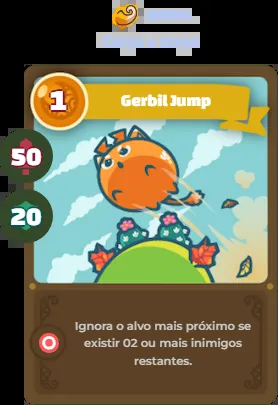 1
Gerbil Jump
50
20
Ignora o alvo mais próximo se
existir 02 ou mais inimigos
restantes.